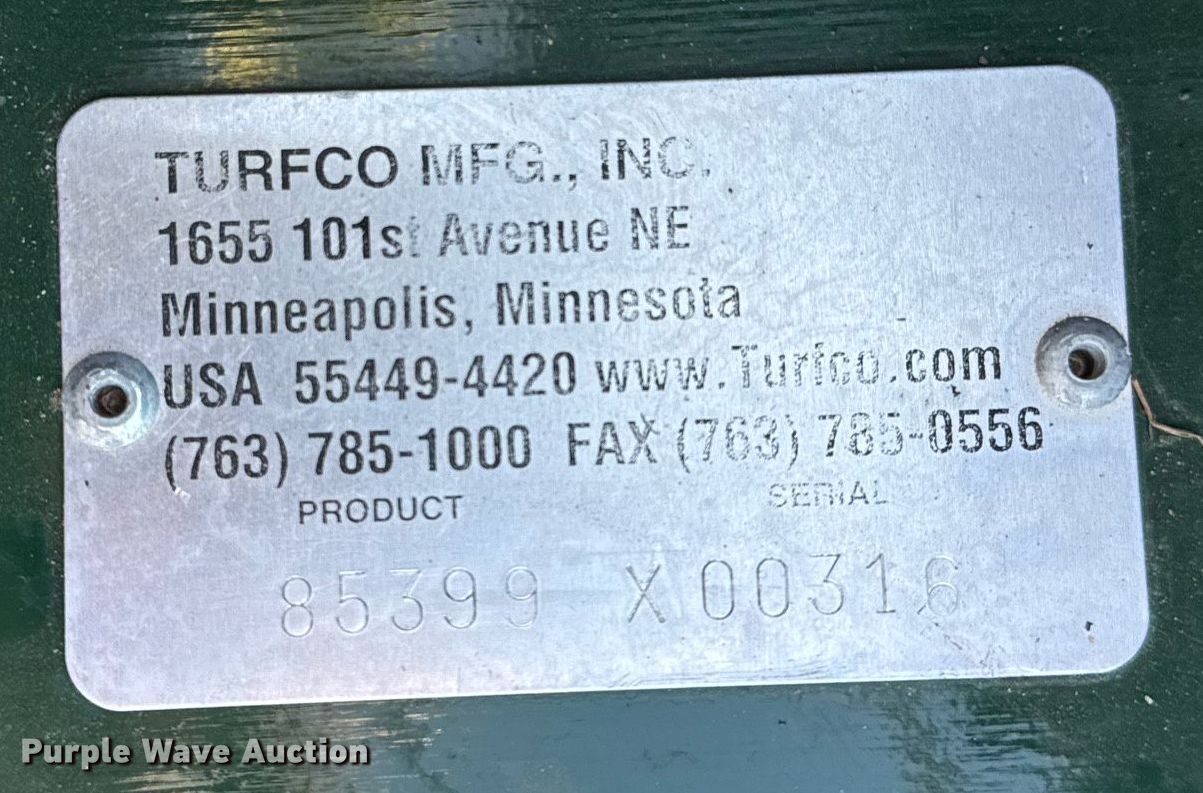 TURFCO MFG., INC.
1655 101st Avenue NE
Minneapolis, Minnesota
USA 55449-4420 www.Turfco.com
(763) 785-1000 FAX (763) 785-0556
PRODUCT SERIAL
85399 X00316
Purple Wave Auction